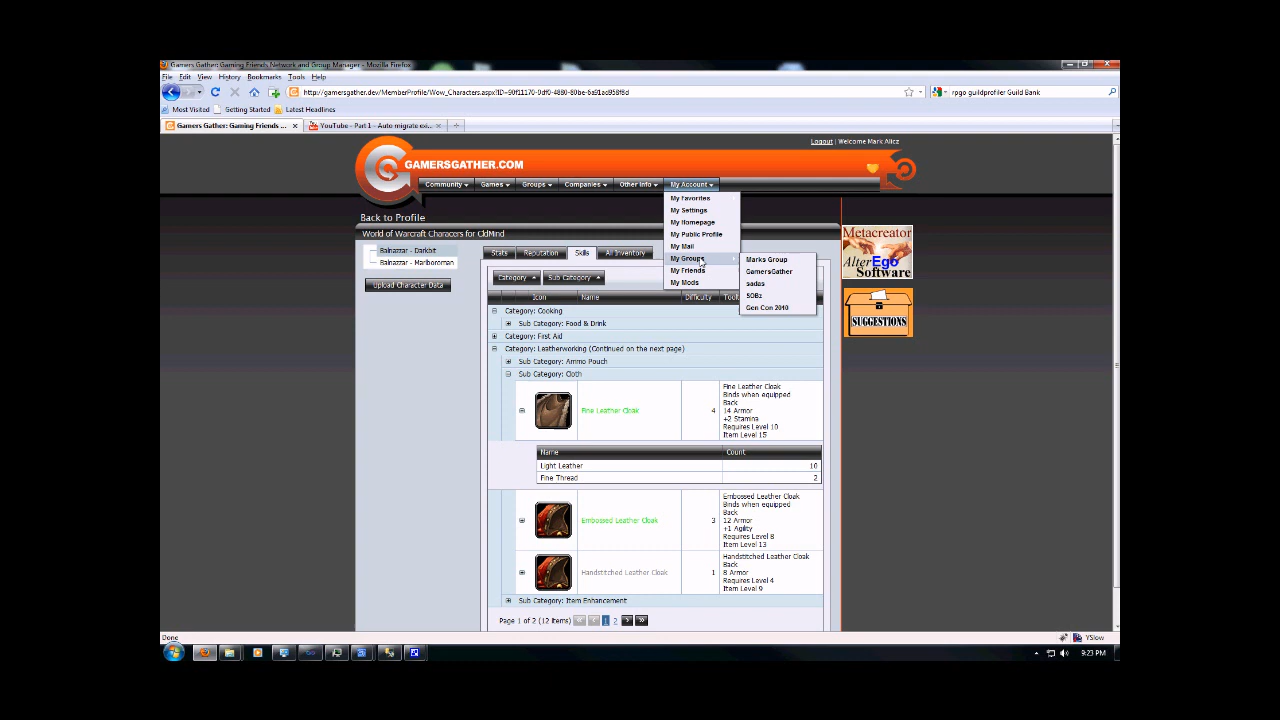 Gamers Gather: Gaming Friends Network and Group Manager - Mozilla Firefox
File Edit View History Bookmarks Tools Help
rpgo guildprofiler Guild Bank
Most Visited Getting Started Latest Headlines
Gamers Gather: Gaming Friends ... YouTube - Part 1 - Auto migrate ex...
Logout | Welcome Mark Alicz
GAMERSGATHER.COM
Community Games Groups Companies Other Info My Account
My Favorites
My Settings
My Homepage
My Public Profile
My Mail
My Groups
My Friends
My Mods
Marks Group
GamersGather
sadas
SOBz
Gen Con 2010
Back to Profile
World of Warcraft Characers for CldMind
Balnazzar - Darkbit
Balnazzar - Marlboroman
Upload Character Data
Stats Reputation Skills All Inventory
Category Sub Category
Icon Name Difficulty
Category: Cooking
Sub Category: Food & Drink
Category: First Aid
Category: Leatherworking (Continued on the next page)
Sub Category: Ammo Pouch
Sub Category: Cloth
Fine Leather Cloak 4
Fine Leather Cloak
Binds when equipped
Back
14 Armor
+2 Stamina
Requires Level 10
Item Level 15
Name Count
Light Leather 10
Fine Thread 2
Embossed Leather Cloak 3
Embossed Leather Cloak
Binds when equipped
Back
12 Armor
+1 Agility
Requires Level 8
Item Level 13
Handstitched Leather Cloak 1
Handstitched Leather Cloak
Back
8 Armor
Requires Level 4
Item Level 9
Sub Category: Item Enhancement
Page 1 of 2 (12 items) 1 2
Metacreator
Alter Ego
Software
SUGGESTIONS
Done
YSlow
9:23 PM